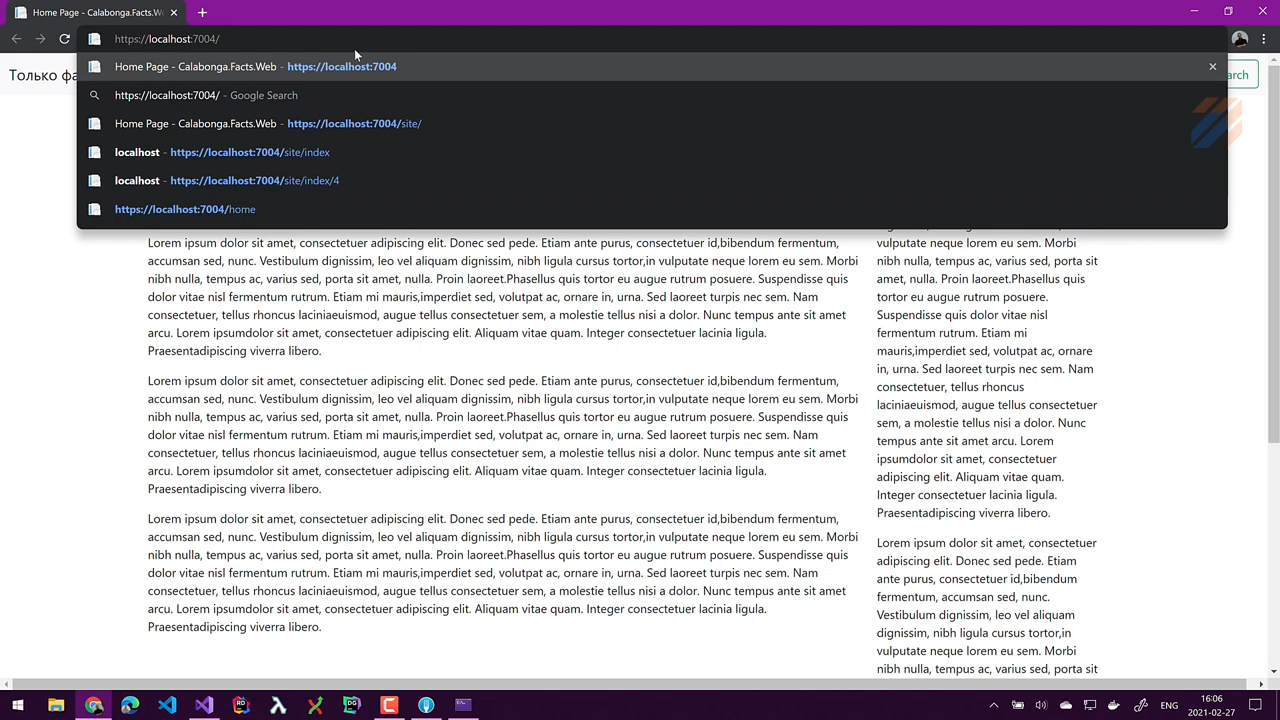 Home Page - Calabonga.Facts.Web
https://localhost:7004/
Home Page - Calabonga.Facts.Web - https://localhost:7004
https://localhost:7004/ - Google Search
Home Page - Calabonga.Facts.Web - https://localhost:7004/site/
localhost - https://localhost:7004/site/index
localhost - https://localhost:7004/site/index/4
https://localhost:7004/home
Только
Lorem ipsum dolor sit amet, consectetuer adipiscing elit. Donec sed pede. Etiam ante purus, consectetuer id,bibendum fermentum,
accumsan sed, nunc. Vestibulum dignissim, leo vel aliquam dignissim, nibh ligula cursus tortor,in vulputate neque lorem eu sem. Morbi
nibh nulla, tempus ac, varius sed, porta sit amet, nulla. Proin laoreet.Phasellus quis tortor eu augue rutrum posuere. Suspendisse quis
dolor vitae nisl fermentum rutrum. Etiam mi mauris,imperdiet sed, volutpat ac, ornare in, urna. Sed laoreet turpis nec sem. Nam
consectetuer, tellus rhoncus laciniaeuismod, augue tellus consectetuer sem, a molestie tellus nisi a dolor. Nunc tempus ante sit amet
arcu. Lorem ipsumdolor sit amet, consectetuer adipiscing elit. Aliquam vitae quam. Integer consectetuer lacinia ligula.
Praesentadipiscing viverra libero.
Lorem ipsum dolor sit amet, consectetuer adipiscing elit. Donec sed pede. Etiam ante purus, consectetuer id,bibendum fermentum,
accumsan sed, nunc. Vestibulum dignissim, leo vel aliquam dignissim, nibh ligula cursus tortor,in vulputate neque lorem eu sem. Morbi
nibh nulla, tempus ac, varius sed, porta sit amet, nulla. Proin laoreet.Phasellus quis tortor eu augue rutrum posuere. Suspendisse quis
dolor vitae nisl fermentum rutrum. Etiam mi mauris,imperdiet sed, volutpat ac, ornare in, urna. Sed laoreet turpis nec sem. Nam
consectetuer, tellus rhoncus laciniaeuismod, augue tellus consectetuer sem, a molestie tellus nisi a dolor. Nunc tempus ante sit amet
arcu. Lorem ipsumdolor sit amet, consectetuer adipiscing elit. Aliquam vitae quam. Integer consectetuer lacinia ligula.
Praesentadipiscing viverra libero.
Lorem ipsum dolor sit amet, consectetuer adipiscing elit. Donec sed pede. Etiam ante purus, consectetuer id,bibendum fermentum,
accumsan sed, nunc. Vestibulum dignissim, leo vel aliquam dignissim, nibh ligula cursus tortor,in vulputate neque lorem eu sem. Morbi
nibh nulla, tempus ac, varius sed, porta sit amet, nulla. Proin laoreet.Phasellus quis tortor eu augue rutrum posuere. Suspendisse quis
dolor vitae nisl fermentum rutrum. Etiam mi mauris,imperdiet sed, volutpat ac, ornare in, urna. Sed laoreet turpis nec sem. Nam
consectetuer, tellus rhoncus laciniaeuismod, augue tellus consectetuer sem, a molestie tellus nisi a dolor. Nunc tempus ante sit amet
arcu. Lorem ipsumdolor sit amet, consectetuer adipiscing elit. Aliquam vitae quam. Integer consectetuer lacinia ligula.
Praesentadipiscing viverra libero.
vulputate neque lorem eu sem. Morbi
nibh nulla, tempus ac, varius sed, porta sit
amet, nulla. Proin laoreet.Phasellus quis
tortor eu augue rutrum posuere.
Suspendisse quis dolor vitae nisl
fermentum rutrum. Etiam mi
mauris,imperdiet sed, volutpat ac, ornare
in, urna. Sed laoreet turpis nec sem. Nam
consectetuer, tellus rhoncus
laciniaeuismod, augue tellus consectetuer
sem, a molestie tellus nisi a dolor. Nunc
tempus ante sit amet arcu. Lorem
ipsumdolor sit amet, consectetuer
adipiscing elit. Aliquam vitae quam.
Integer consectetuer lacinia ligula.
Praesentadipiscing viverra libero.
Lorem ipsum dolor sit amet, consectetuer
adipiscing elit. Donec sed pede. Etiam
ante purus, consectetuer id,bibendum
fermentum, accumsan sed, nunc.
Vestibulum dignissim, leo vel aliquam
dignissim, nibh ligula cursus tortor,in
vulputate neque lorem eu sem. Morbi
nibh nulla, tempus ac, varius sed, porta sit
ENG
16:06
2021-02-27